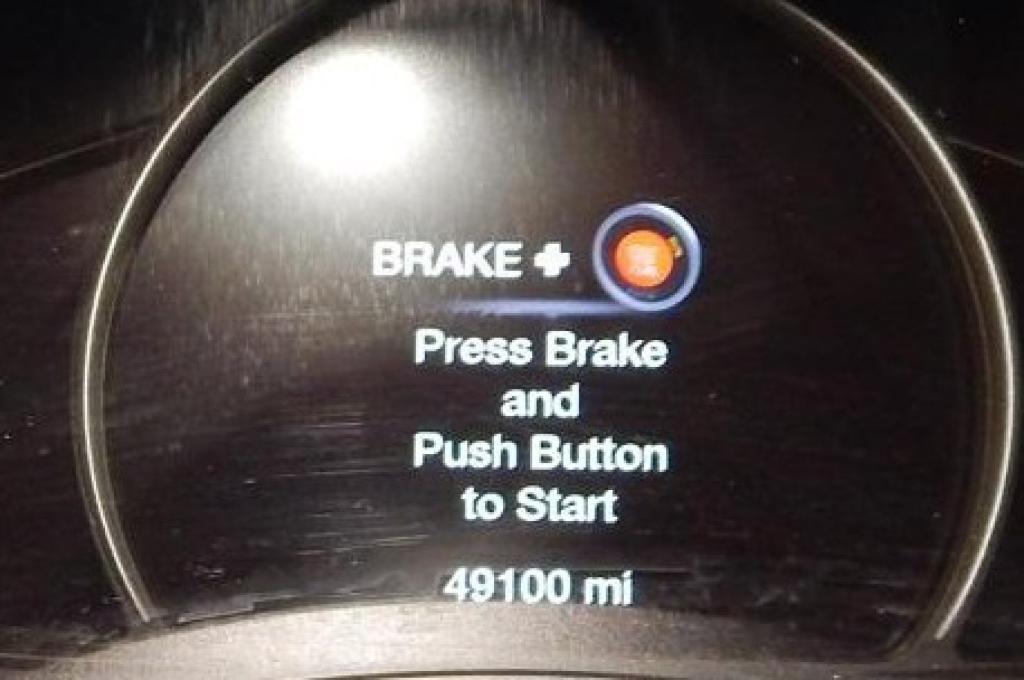 BRAKE +
Press Brake
and
Push Button
to Start
49100 mi